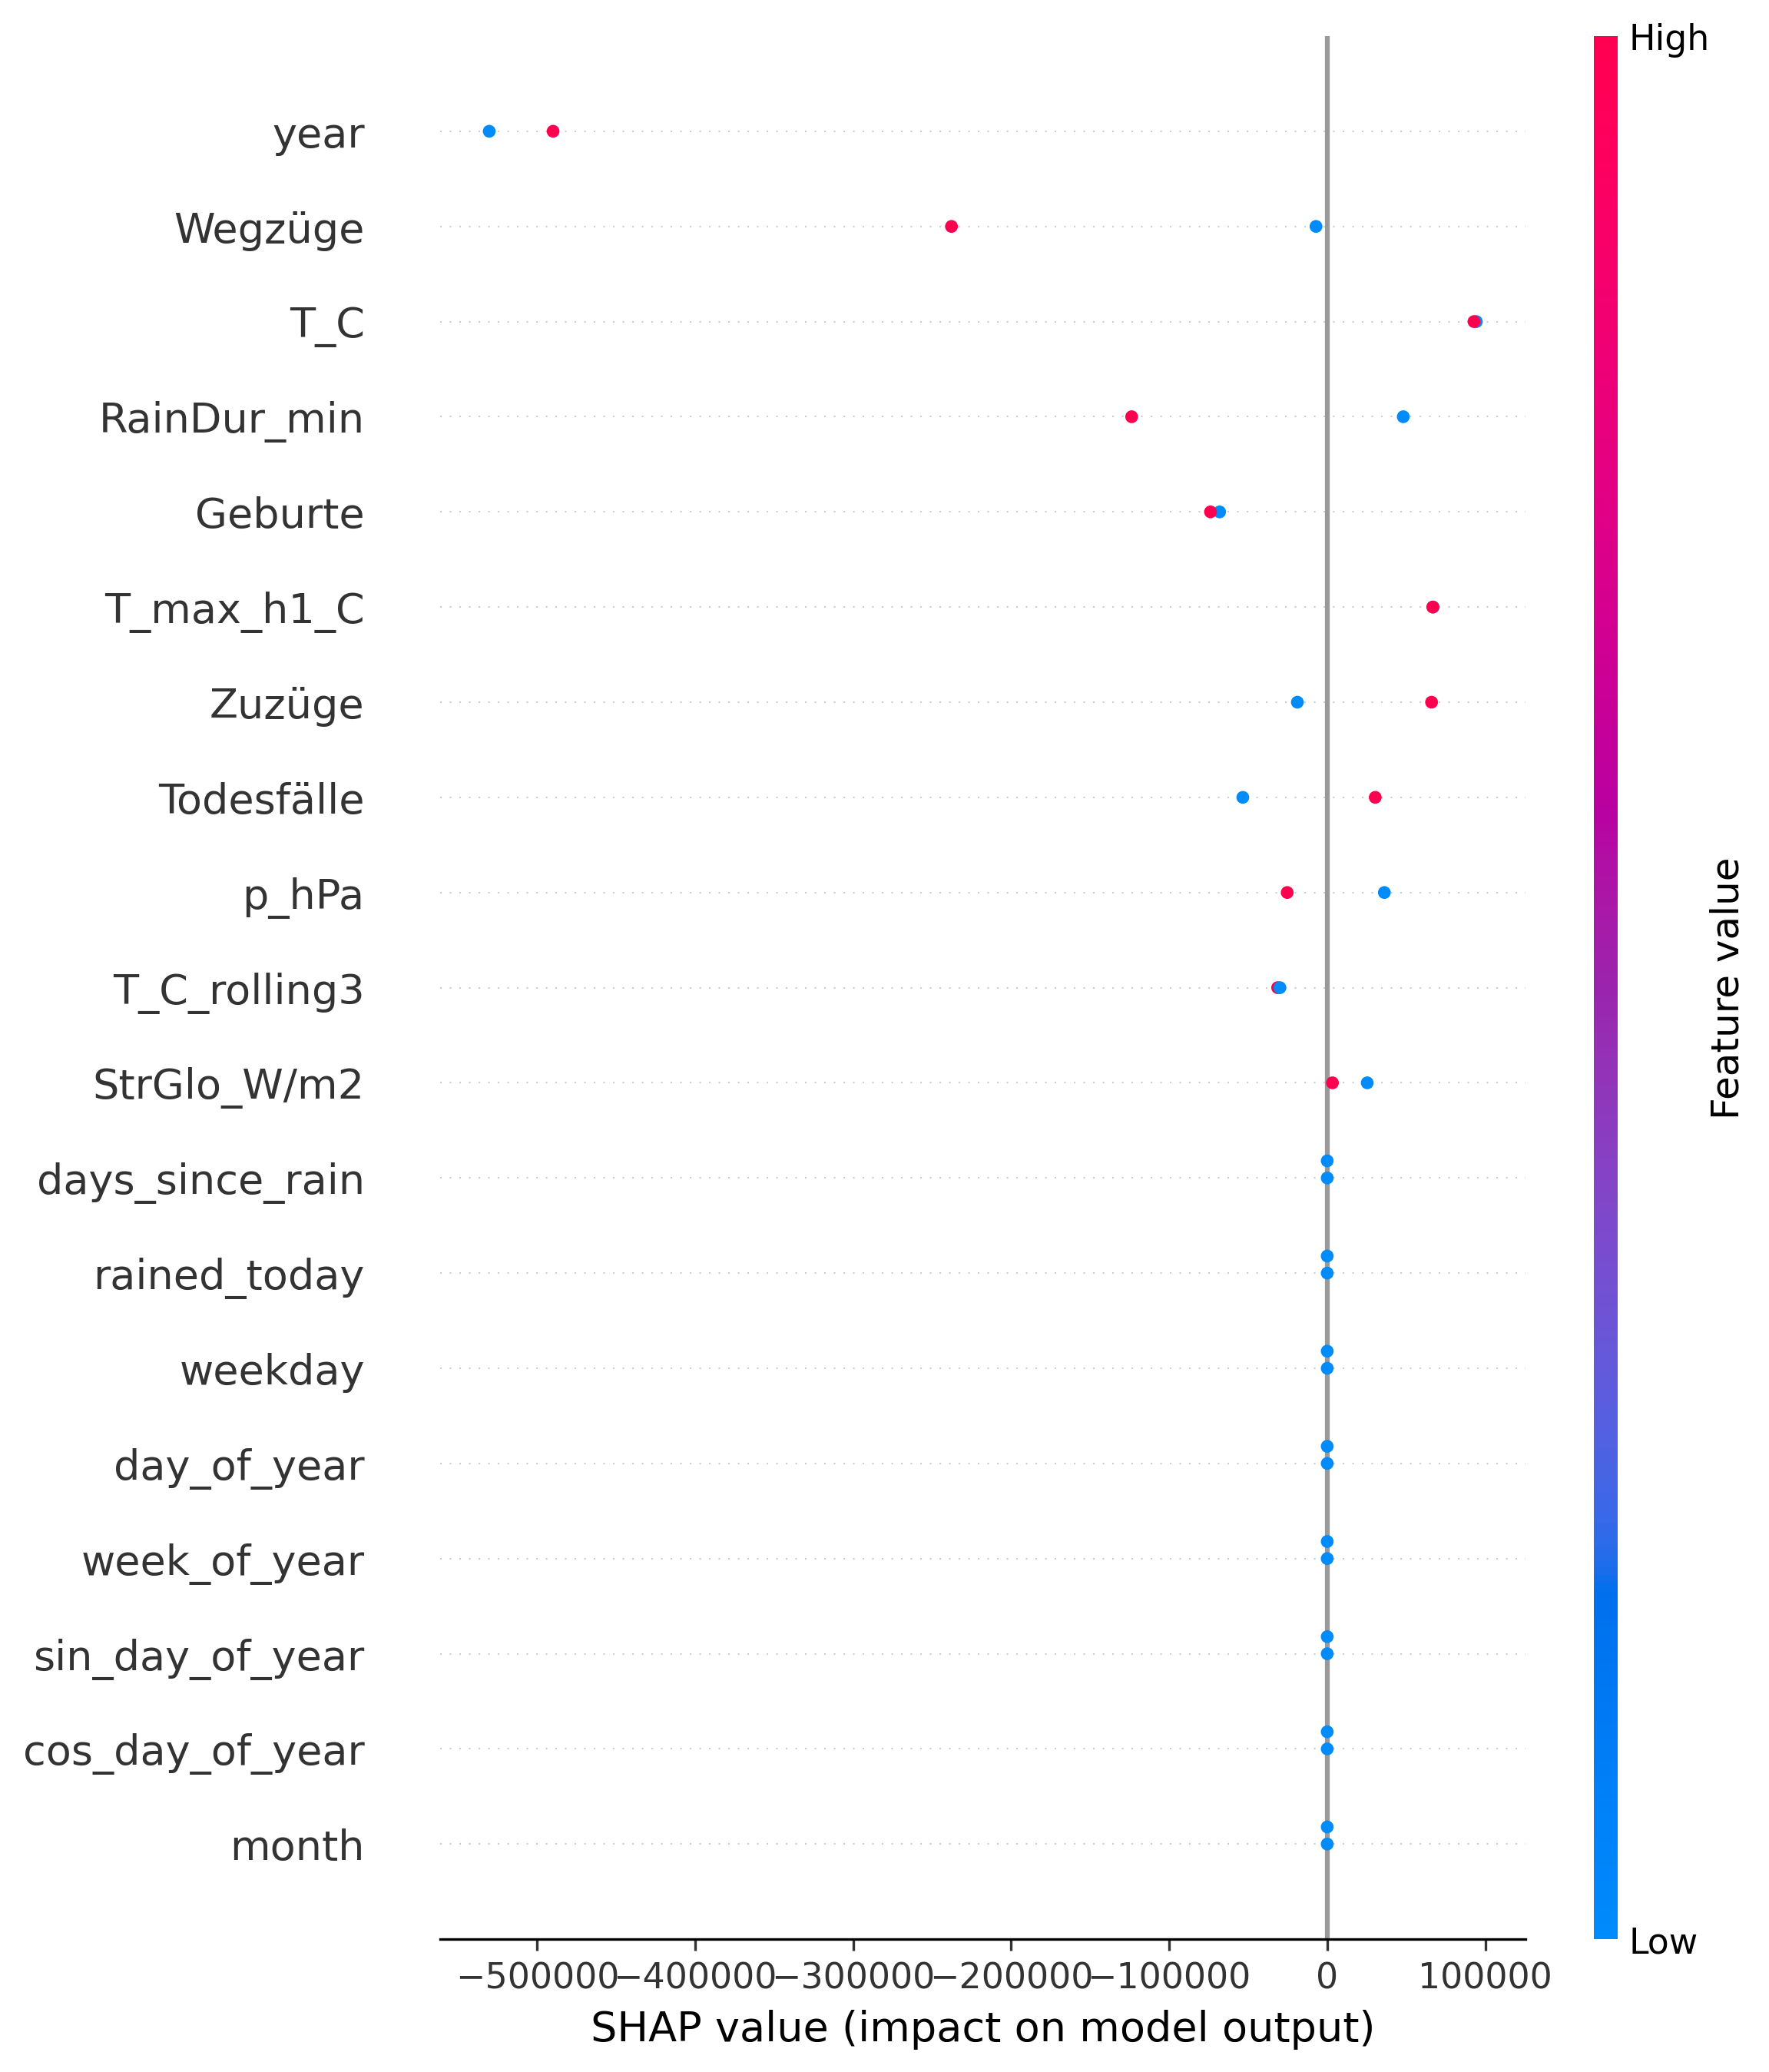 High
year
Wegzüge
T_C
RainDur_min
Geburte
T_max_h1_C
Zuzüge
Todesfälle
p_hPa
T_C_rolling3
StrGlo_W/m2
days_since_rain
rained_today
weekday
day_of_year
week_of_year
sin_day_of_year
cos_day_of_year
month
Feature value
Low
−500000 −400000 −300000 −200000 −100000 0 100000
SHAP value (impact on model output)